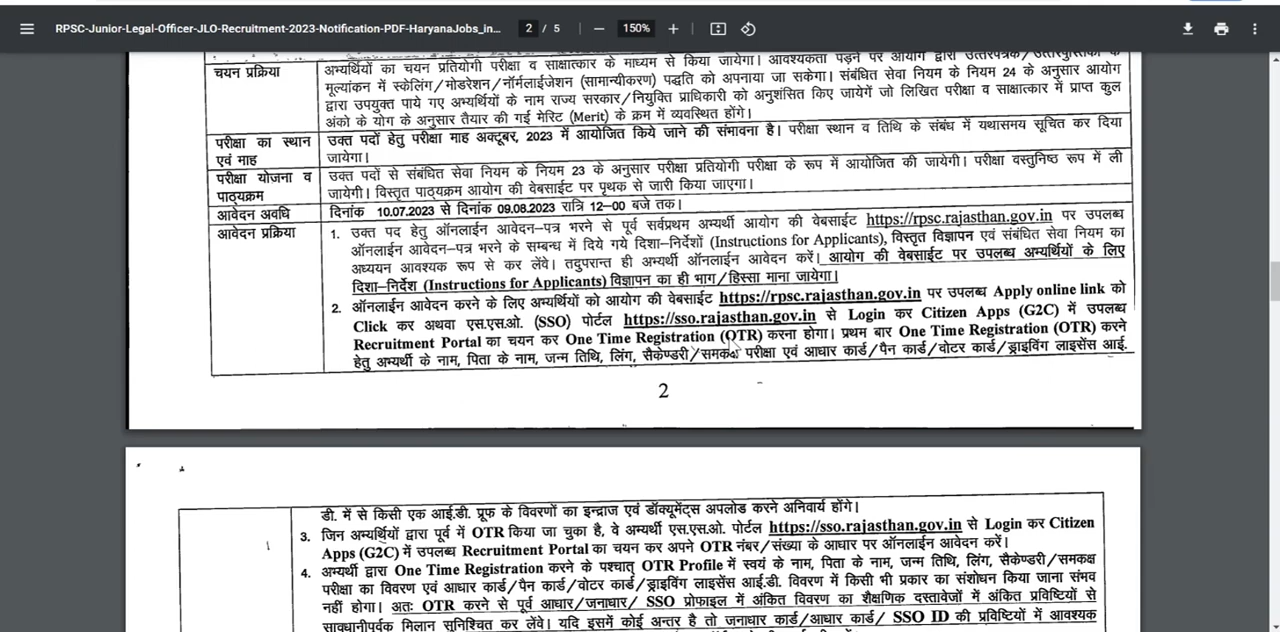 RPSC-Junior-Legal-Officer-JLO-Recruitment-2023-Notification-PDF-HaryanaJobs_in... 2 / 5 150%
चयन प्रक्रिया
अभ्यर्थियों का चयन प्रतियोगी परीक्षा व साक्षात्कार के माध्यम से किया जायेगा। आवश्यकता पड़ने पर आयोग द्वारा उत्तरपत्रक/उत्तरपुस्तिका के
मूल्यांकन में स्केलिंग/मोडरेशन/नॉर्मलाईजेशन (सामान्यीकरण) पद्धति को अपनाया जा सकेगा। संबंधित सेवा नियम के नियम 24 के अनुसार आयोग
द्वारा उपयुक्त पाये गए अभ्यर्थियों के नाम राज्य सरकार/नियुक्ति प्राधिकारी को अनुशंसित किए जायेगें जो लिखित परीक्षा व साक्षात्कार में प्राप्त कुल
अंको के योग के अनुसार तैयार की गई मेरिट (Merit) के क्रम में व्यवस्थित होंगे।
परीक्षा का स्थान
एवं माह
उक्त पदों हेतु परीक्षा माह अक्टूबर, 2023 में आयोजित किये जाने की संभावना है। परीक्षा स्थान व तिथि के संबंध में यथासमय सूचित कर दिया
जायेगा।
परीक्षा योजना व
पाठ्यक्रम
उक्त पदों से संबंधित सेवा नियम के नियम 23 के अनुसार परीक्षा प्रतियोगी परीक्षा के रूप में आयोजित की जायेगी। परीक्षा वस्तुनिष्ठ रूप में ली
जायेगी। विस्तृत पाठ्यक्रम आयोग की वेबसाईट पर पृथक से जारी किया जाएगा।
आवेदन अवधि
दिनांक 10.07.2023 से दिनांक 09.08.2023 रात्रि 12–00 बजे तक।
आवेदन प्रक्रिया
1. उक्त पद हेतु ऑनलाईन आवेदन–पत्र भरने से पूर्व सर्वप्रथम अभ्यर्थी आयोग की वेबसाईट https://rpsc.rajasthan.gov.in पर उपलब्ध
ऑनलाईन आवेदन–पत्र भरने के सम्बन्ध में दिये गये दिशा–निर्देशों (Instructions for Applicants), विस्तृत विज्ञापन एवं संबंधित सेवा नियम का
अध्ययन आवश्यक रूप से कर लेंवे। तदुपरान्त ही अभ्यर्थी ऑनलाईन आवेदन करें। आयोग की वेबसाईट पर उपलब्ध अभ्यर्थियों के लिए
दिशा–निर्देश (Instructions for Applicants) विज्ञापन का ही भाग/हिस्सा माना जायेगा।
2. ऑनलाईन आवेदन करने के लिए अभ्यर्थियों को आयोग की वेबसाईट https://rpsc.rajasthan.gov.in पर उपलब्ध Apply online link को
Click कर अथवा एस.एस.ओ. (SSO) पोर्टल https://sso.rajasthan.gov.in से Login कर Citizen Apps (G2C) में उपलब्ध
Recruitment Portal का चयन कर One Time Registration (OTR) करना होगा। प्रथम बार One Time Registration (OTR) करने
हेतु अभ्यर्थी के नाम, पिता के नाम, जन्म तिथि, लिंग, सैकेण्डरी/समकक्ष परीक्षा एवं आधार कार्ड/पैन कार्ड/वोटर कार्ड/ड्राइविंग लाइसेंस आई.
2
डी. में से किसी एक आई.डी. प्रूफ के विवरणों का इन्द्राज एवं डॉक्यूमेंट्स अपलोड करने अनिवार्य होंगे।
3. जिन अभ्यर्थियों द्वारा पूर्व में OTR किया जा चुका है, वे अभ्यर्थी एस.एस.ओ. पोर्टल https://sso.rajasthan.gov.in से Login कर Citizen
Apps (G2C) में उपलब्ध Recruitment Portal का चयन कर अपने OTR नंबर/संख्या के आधार पर ऑनलाईन आवेदन करें।
4. अभ्यर्थी द्वारा One Time Registration करने के पश्चात् OTR Profile में स्वयं के नाम, पिता के नाम, जन्म तिथि, लिंग, सैकेण्डरी/समकक्ष
परीक्षा का विवरण एवं आधार कार्ड/पैन कार्ड/वोटर कार्ड/ड्राइविंग लाइसेंस आई.डी. विवरण में किसी भी प्रकार का संशोधन किया जाना संभव
नहीं होगा। अतः OTR करने से पूर्व आधार/जनाधार/ SSO प्रोफाइल में अंकित विवरण का शैक्षणिक दस्तावेजों में अंकित प्रविष्टियों से
सावधानीपूर्वक मिलान सुनिश्चित कर लेंवे। यदि इसमें कोई अन्तर है तो जनाधार कार्ड/आधार कार्ड/ SSO ID की प्रविष्टियों में आवश्यक